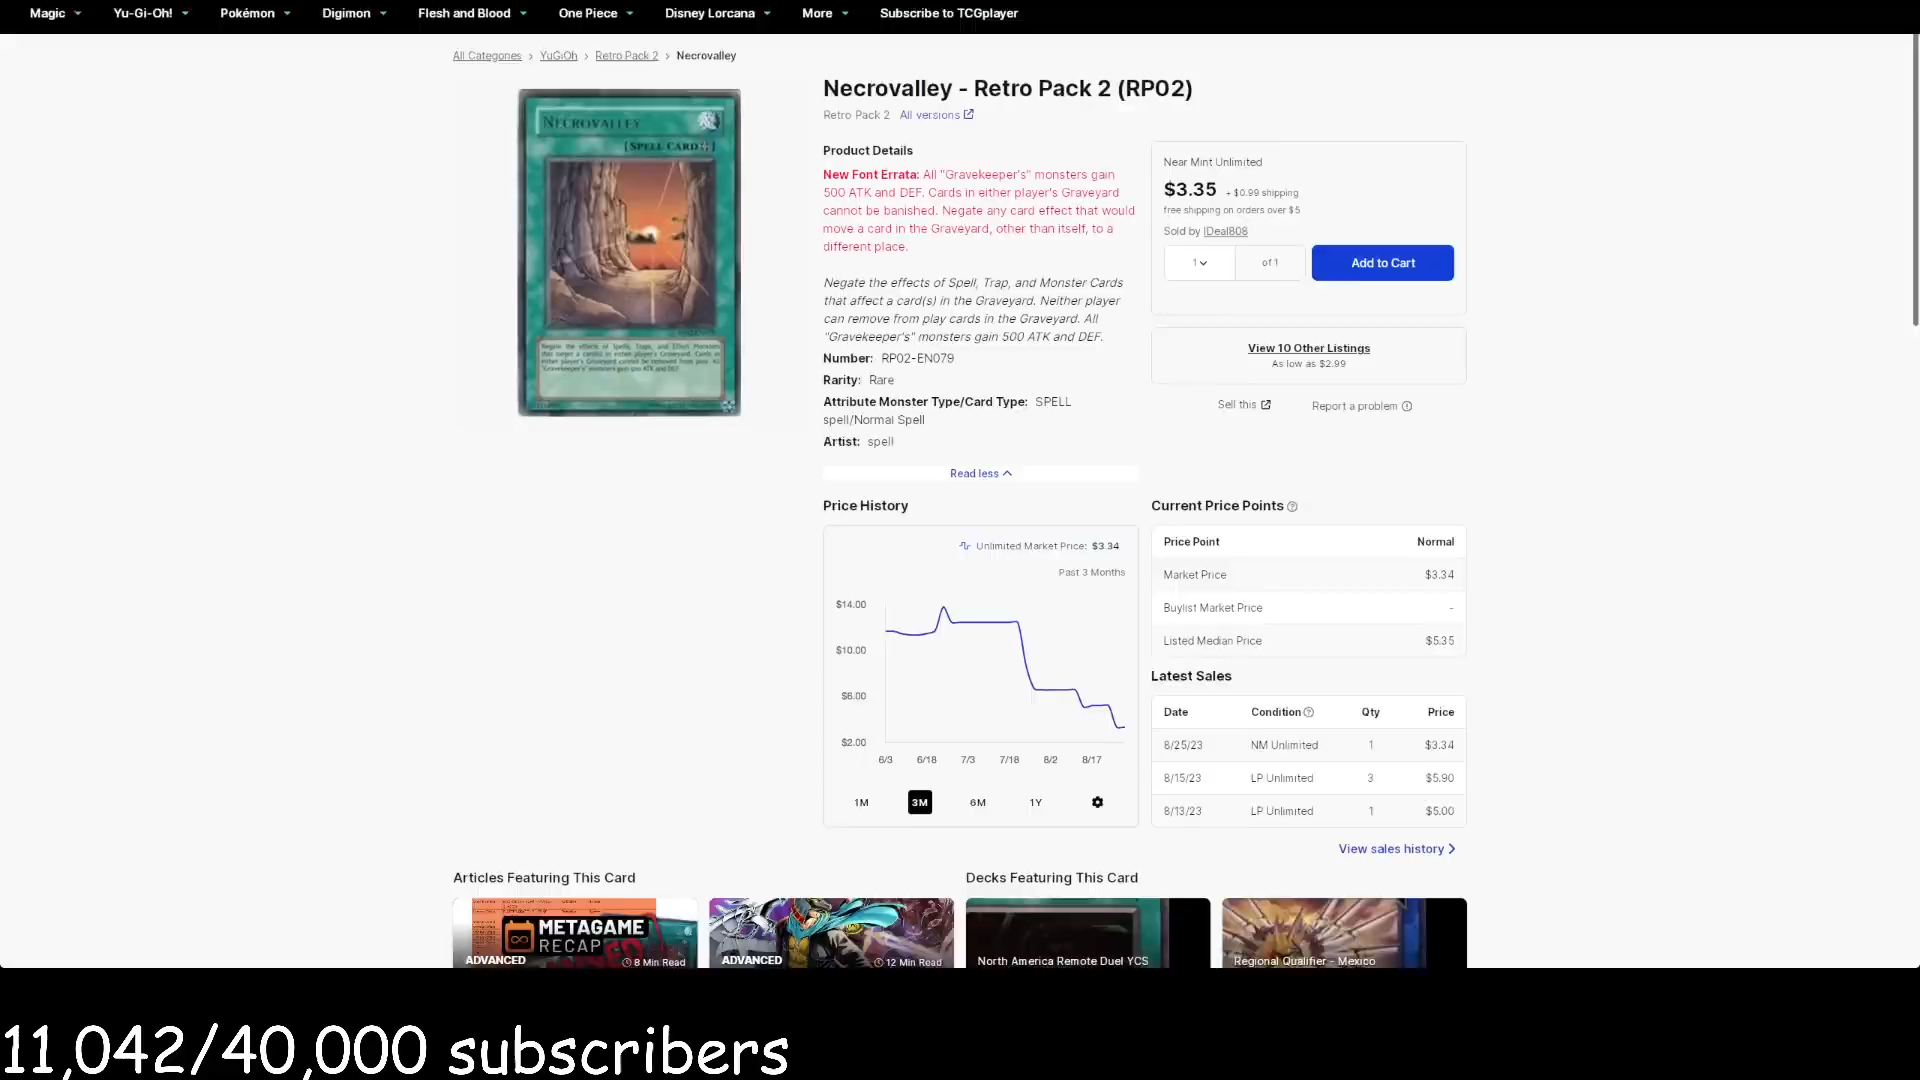 Magic Yu-Gi-Oh! Pokémon Digimon Flesh and Blood One Piece Disney Lorcana More Subscribe to TCGplayer
All Categories > YuGiOh > Retro Pack 2 > Necrovalley
NECROVALLEY
[SPELL CARD]
Necrovalley - Retro Pack 2 (RP02)
Retro Pack 2 All versions
Product Details
New Font Errata: All "Gravekeeper's" monsters gain
500 ATK and DEF. Cards in either player's Graveyard
cannot be banished. Negate any card effect that would
move a card in the Graveyard, other than itself, to a
different place.
Negate the effects of Spell, Trap, and Monster Cards
that affect a card(s) in the Graveyard. Neither player
can remove from play cards in the Graveyard. All
"Gravekeeper's" monsters gain 500 ATK and DEF.
Number: RP02-EN079
Rarity: Rare
Attribute Monster Type/Card Type: SPELL
spell/Normal Spell
Artist: spell
Read less
Near Mint Unlimited
$3.35 + $0.99 shipping
free shipping on orders over $5
Sold by IDeal808
1 of 1 Add to Cart
View 10 Other Listings
As low as $2.99
Sell this Report a problem
Price History
Unlimited Market Price: $3.34
Past 3 Months
$14.00
$10.00
$6.00
$2.00
6/3 6/18 7/3 7/18 8/2 8/17
1M 3M 6M 1Y
Current Price Points
Price Point Normal
Market Price $3.34
Buylist Market Price -
Listed Median Price $5.35
Latest Sales
Date Condition Qty Price
8/25/23 NM Unlimited 1 $3.34
8/15/23 LP Unlimited 3 $5.90
8/13/23 LP Unlimited 1 $5.00
View sales history
Articles Featuring This Card
METAGAME
RECAP
ADVANCED 8 Min Read
ADVANCED 12 Min Read
Decks Featuring This Card
North America Remote Duel YCS
Regional Qualifier - Mexico
11,042/40,000 subscribers